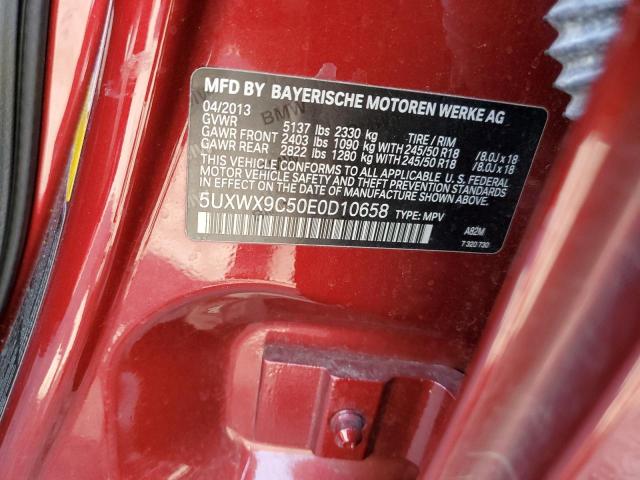 MFD BY BAYERISCHE MOTOREN WERKE AG
04/2013
GVWR 5137 lbs 2330 kg TIRE / RIM
GAWR FRONT 2403 lbs 1090 kg WITH 245/50 R18 / 8.0J x 18
GAWR REAR 2822 lbs 1280 kg WITH 245/50 R18 / 8.0J x 18
THIS VEHICLE CONFORMS TO ALL APPLICABLE U.S. FEDERAL
MOTOR VEHICLE SAFETY AND THEFT PREVENTION STANDARDS
IN EFFECT ON THE DATE OF MANUFACTURE SHOWN ABOVE.
5UXWX9C50E0D10658 TYPE: MPV
A82M
7 320 730